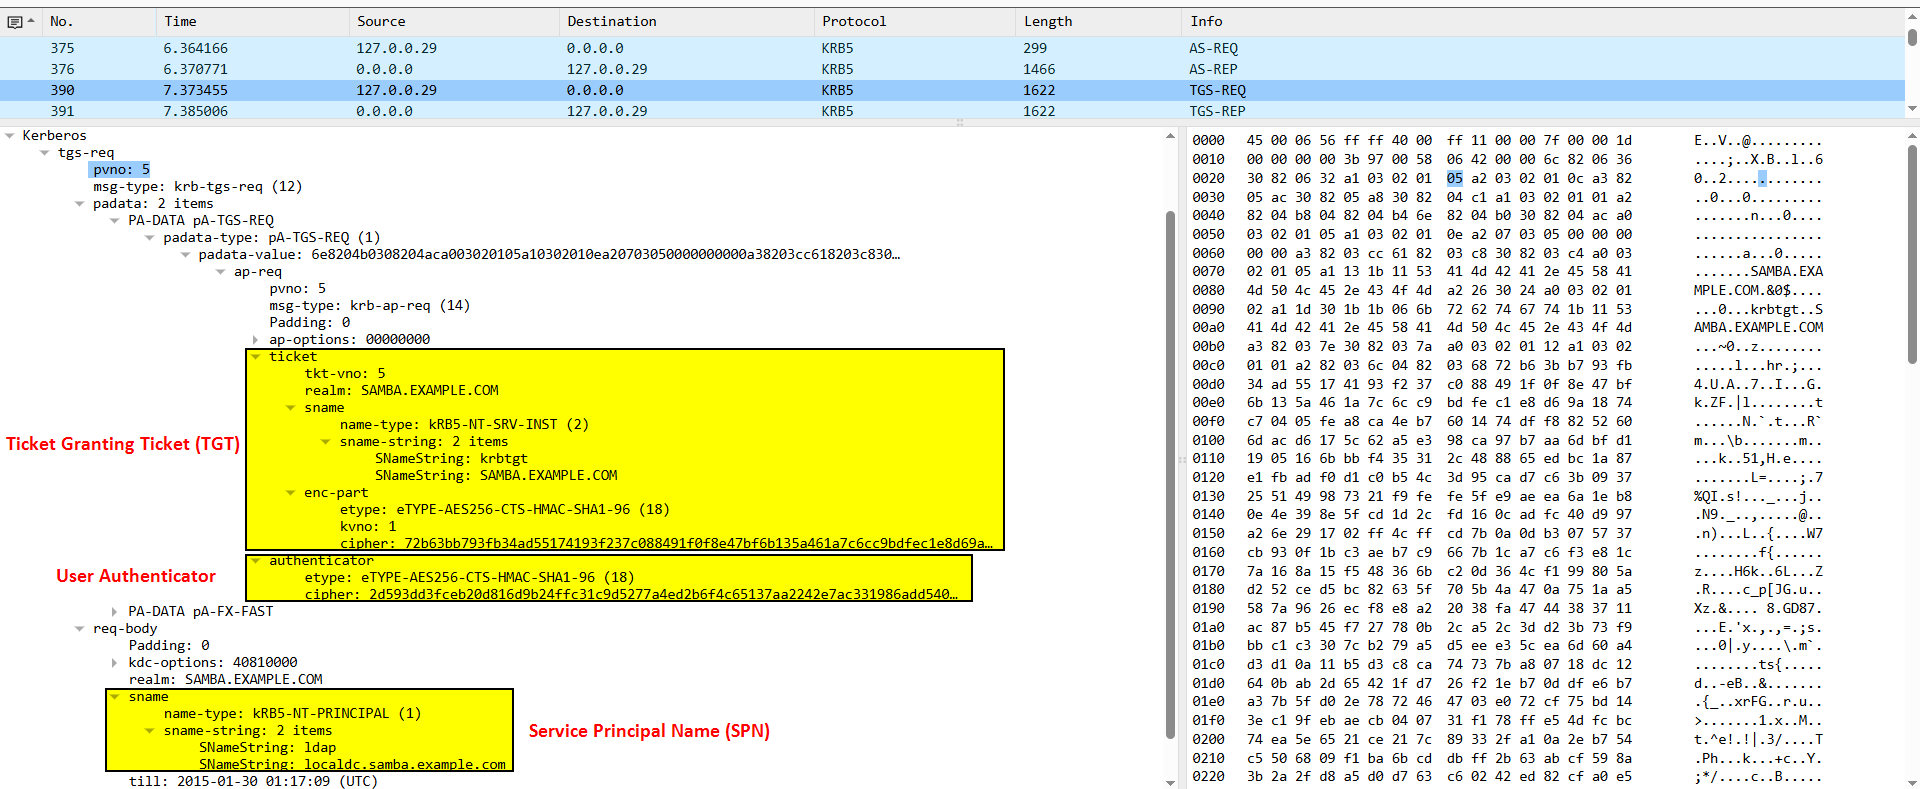 No. Time Source Destination Protocol Length Info
375 6.364166 127.0.0.29 0.0.0.0 KRB5 299 AS-REQ
376 6.370771 0.0.0.0 127.0.0.29 KRB5 1466 AS-REP
390 7.373455 127.0.0.29 0.0.0.0 KRB5 1622 TGS-REQ
391 7.385006 0.0.0.0 127.0.0.29 KRB5 1622 TGS-REP
Kerberos
tgs-req
pvno: 5
msg-type: krb-tgs-req (12)
padata: 2 items
PA-DATA pA-TGS-REQ
padata-type: pA-TGS-REQ (1)
padata-value: 6e8204b0308204aca003020105a10302010ea20703050000000000a38203cc618203c830…
ap-req
pvno: 5
msg-type: krb-ap-req (14)
Padding: 0
ap-options: 00000000
ticket
tkt-vno: 5
realm: SAMBA.EXAMPLE.COM
sname
name-type: kRB5-NT-SRV-INST (2)
Ticket Granting Ticket (TGT)
sname-string: 2 items
SNameString: krbtgt
SNameString: SAMBA.EXAMPLE.COM
enc-part
etype: eTYPE-AES256-CTS-HMAC-SHA1-96 (18)
kvno: 1
cipher: 72b63bb793fb34ad55174193f237c088491f0f8e47bf6b135a461a7c6cc9bdfec1e8d69a…
authenticator
User Authenticator
etype: eTYPE-AES256-CTS-HMAC-SHA1-96 (18)
cipher: 2d593dd3fceb20d816d9b24ffc31c9d5277a4ed2b6f4c65137aa2242e7ac331986add540…
PA-DATA pA-FX-FAST
req-body
Padding: 0
kdc-options: 40810000
realm: SAMBA.EXAMPLE.COM
sname
name-type: kRB5-NT-PRINCIPAL (1)
sname-string: 2 items
Service Principal Name (SPN)
SNameString: ldap
SNameString: localdc.samba.example.com
till: 2015-01-30 01:17:09 (UTC)
0000 45 00 06 56 ff ff 40 00 ff 11 00 00 7f 00 00 1d E..V..@.........
0010 00 00 00 00 3b 97 00 58 06 42 00 00 6c 82 06 36 ....;..X.B..l..6
0020 30 82 06 32 a1 03 02 01 05 a2 03 02 01 0c a3 82 0..2............
0030 05 ac 30 82 05 a8 30 82 04 c1 a1 03 02 01 01 a2 ..0...0.........
0040 82 04 b8 04 82 04 b4 6e 82 04 b0 30 82 04 ac a0 .......n...0....
0050 03 02 01 05 a1 03 02 01 0e a2 07 03 05 00 00 00 ................
0060 00 00 a3 82 03 cc 61 82 03 c8 30 82 03 c4 a0 03 ......a...0.....
0070 02 01 05 a1 13 1b 11 53 41 4d 42 41 2e 45 58 41 .......SAMBA.EXA
0080 4d 50 4c 45 2e 43 4f 4d a2 26 30 24 a0 03 02 01 MPLE.COM.&0$....
0090 02 a1 1d 30 1b 1b 06 6b 72 62 74 67 74 1b 11 53 ...0...krbtgt..S
00a0 41 4d 42 41 2e 45 58 41 4d 50 4c 45 2e 43 4f 4d AMBA.EXAMPLE.COM
00b0 a3 82 03 7e 30 82 03 7a a0 03 02 01 12 a1 03 02 ...~0..z........
00c0 01 01 a2 82 03 6c 04 82 03 68 72 b6 3b b7 93 fb .....l...hr.;...
00d0 34 ad 55 17 41 93 f2 37 c0 88 49 1f 0f 8e 47 bf 4.U.A..7..I...G.
00e0 6b 13 5a 46 1a 7c 6c c9 bd fe c1 e8 d6 9a 18 74 k.ZF.|l........t
00f0 c7 04 05 fe a8 ca 4e b7 60 14 74 df f8 82 52 60 ......N.`.t...R`
0100 6d ac d6 17 5c 62 a5 e3 98 ca 97 b7 aa 6d bf d1 m...\b.......m..
0110 19 05 16 6b bb f4 35 31 2c 48 88 65 ed bc 1a 87 ...k..51,H.e....
0120 e1 fb ad f0 d1 c0 b5 4c 3d 95 ca d7 c6 3b 09 37 .......L=....;.7
0130 25 51 49 98 73 21 f9 fe fe 5f e9 ae ea 6a 1e b8 %QI.s!..._...j..
0140 0e 4e 39 8e 5f cd 1d 2c fd 16 0c ad fc 40 d9 97 .N9._..,.....@..
0150 a2 6e 29 17 02 ff 4c ff cd 7b 0a 0d b3 07 57 37 .n)...L..{....W7
0160 cb 93 0f 1b c3 ae b7 c9 66 7b 1c a7 c6 f3 e8 1c ........f{......
0170 7a 16 8a 15 f5 48 36 6b c2 0d 36 4c f1 99 80 5a z....H6k..6L...Z
0180 d2 52 ce d5 bc 82 63 5f 70 5b 4a 47 0a 75 1a a5 .R....c_p[JG.u..
0190 58 7a 96 26 ec f8 e8 a2 20 38 fa 47 44 38 37 11 Xz.&.... 8.GD87.
01a0 ac 87 b5 45 f7 27 78 0b 2c a5 2c 3d d2 3b 73 f9 ...E.'x.,.,=.;s.
01b0 bb c1 c3 30 7c b2 79 a5 d5 ee e3 5c ea 6d 60 a4 ...0|.y....\.m`.
01c0 d3 d1 0a 11 b5 d3 c8 ca 74 73 7b a8 07 18 dc 12 ........ts{.....
01d0 64 0b ab 2d 65 42 1f d7 26 f2 1e b7 0d df e6 b7 d..-eB..&.......
01e0 a3 7b 5f d0 2e 78 72 46 47 03 e0 72 cf 75 bd 14 .{_..xrFG..r.u..
01f0 3e c1 9f eb ae cb 04 07 31 f1 78 ff e5 4d fc bc >.......1.x..M..
0200 74 ea 5e 65 21 ce 21 7c 89 33 2f a1 0a 2e b7 54 t.^e!.!|.3/....T
0210 c5 50 68 09 f1 ba 6b cd db ff 2b 63 ab cf 59 8a .Ph...k...+c..Y.
0220 3b 2a 2f d8 a5 d0 d7 63 c6 02 42 ed 82 cf a0 e5 ;*/....c..B.....